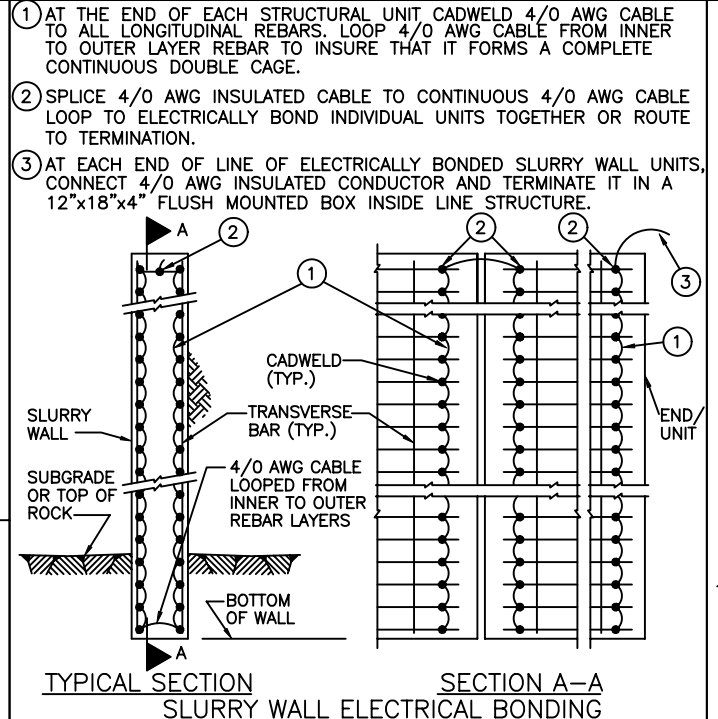 1 AT THE END OF EACH STRUCTURAL UNIT CADWELD 4/0 AWG CABLE
TO ALL LONGITUDINAL REBARS. LOOP 4/0 AWG CABLE FROM INNER
TO OUTER LAYER REBAR TO INSURE THAT IT FORMS A COMPLETE
CONTINUOUS DOUBLE CAGE.
2 SPLICE 4/0 AWG INSULATED CABLE TO CONTINUOUS 4/0 AWG CABLE
LOOP TO ELECTRICALLY BOND INDIVIDUAL UNITS TOGETHER OR ROUTE
TO TERMINATION.
3 AT EACH END OF LINE OF ELECTRICALLY BONDED SLURRY WALL UNITS,
CONNECT 4/0 AWG INSULATED CONDUCTOR AND TERMINATE IT IN A
12"x18"x4" FLUSH MOUNTED BOX INSIDE LINE STRUCTURE.
A
2
2
2
1
3
1
CADWELD
(TYP.)
SLURRY
WALL
TRANSVERSE
BAR (TYP.)
END/
UNIT
SUBGRADE
OR TOP OF
ROCK
4/0 AWG CABLE
LOOPED FROM
INNER TO OUTER
REBAR LAYERS
BOTTOM
OF WALL
A
TYPICAL SECTION
SECTION A-A
SLURRY WALL ELECTRICAL BONDING